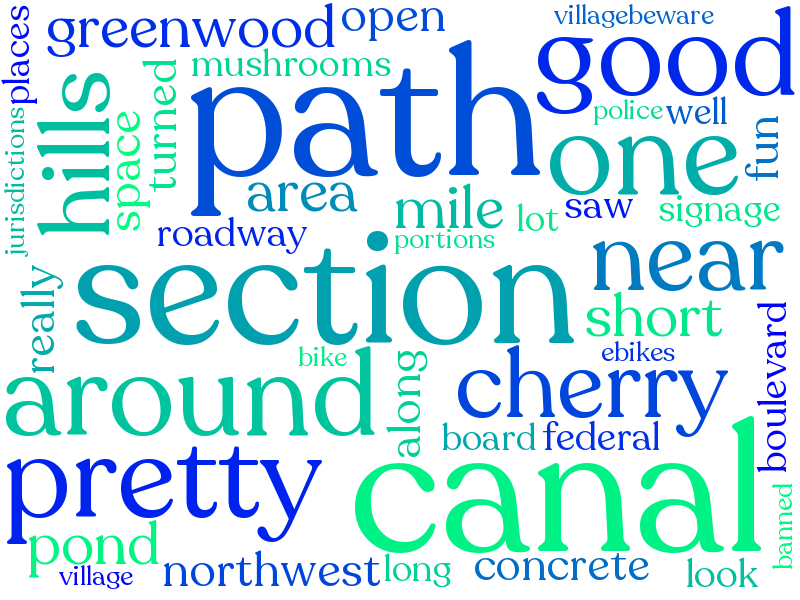 places
greenwood
open
villagebeware
good
mushrooms
turned
hills
path
police
well
jurisdictions
space
one
fun
area
mile
lot
saw
signage
roadway
portions
section
near
really
short
bike
ebikes
around
along
cherry
boulevard
board
federal
pretty
canal
banned
pond
village
northwest
long
concrete
look